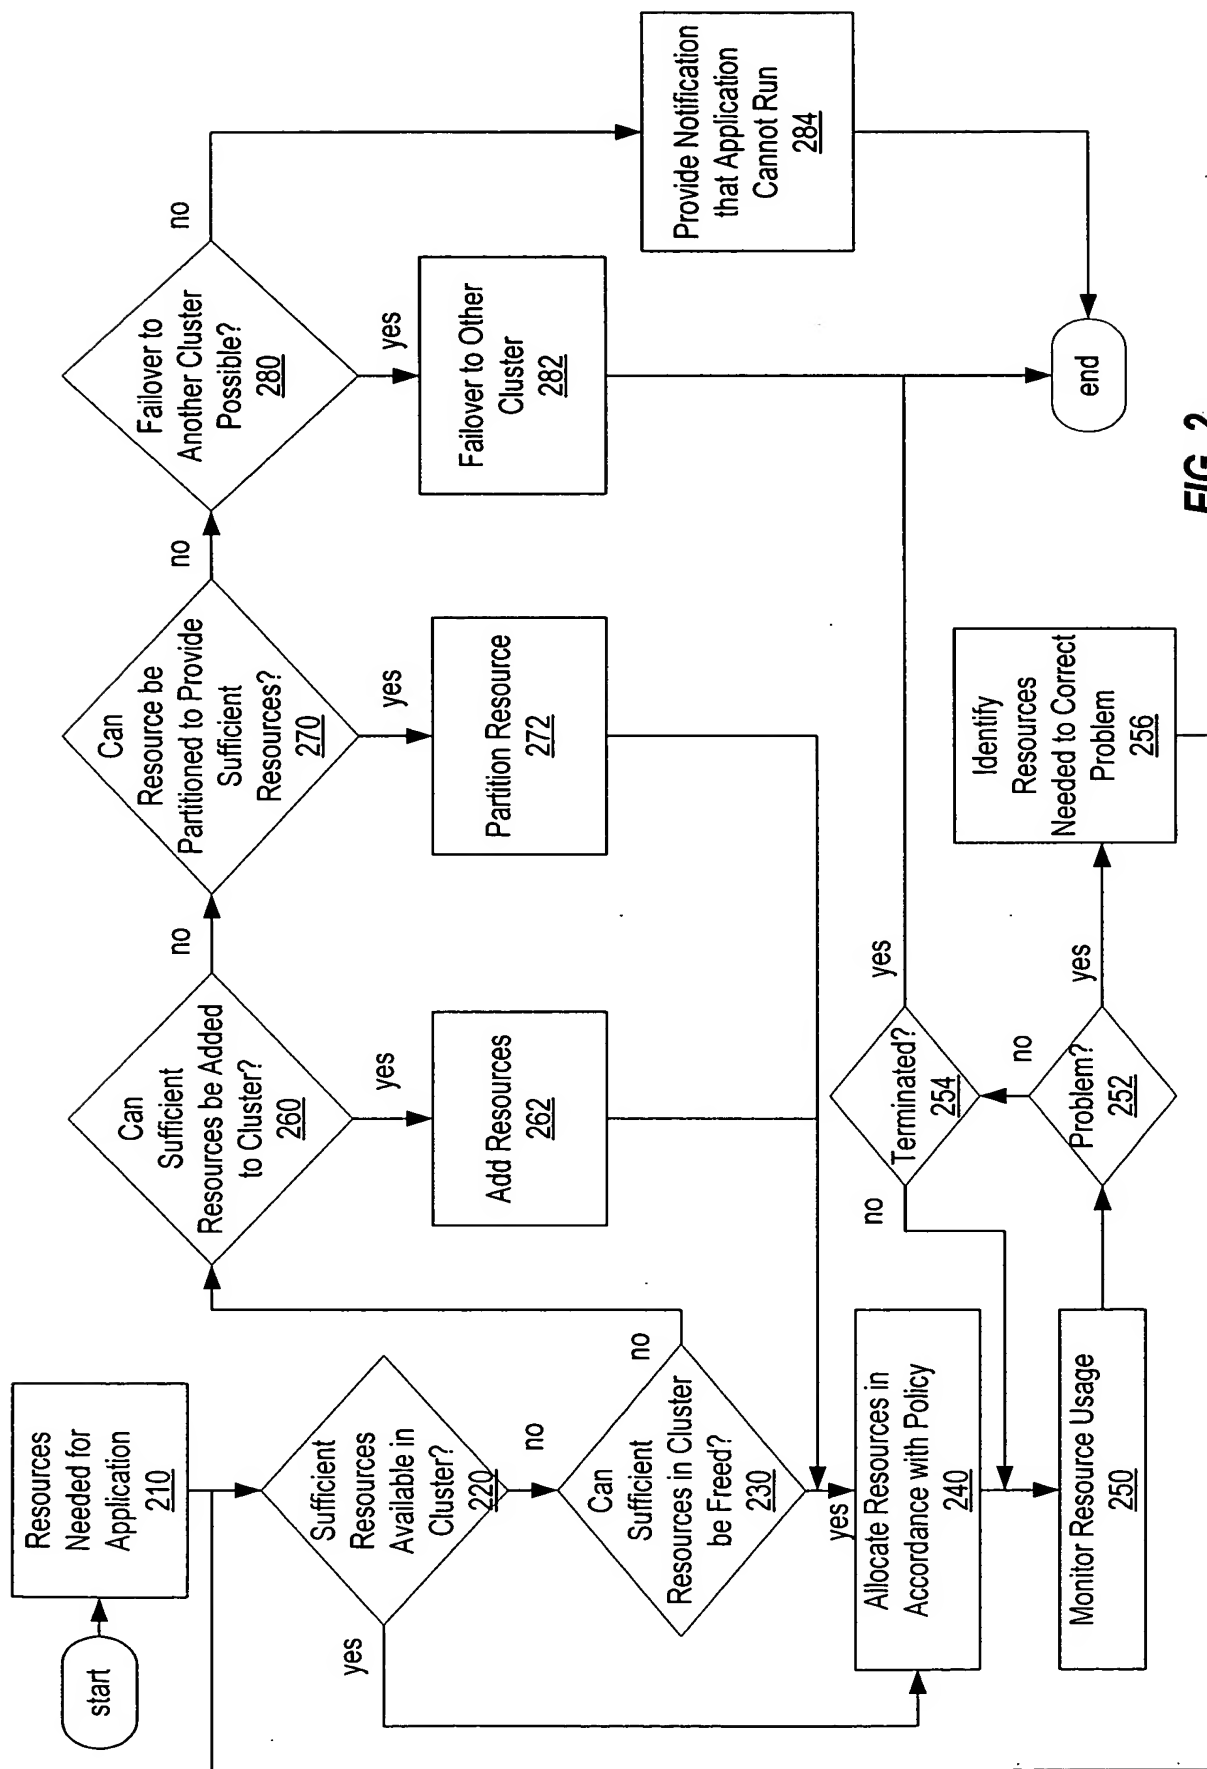 start
Resources
Needed for
Application
210
Sufficient
Resources
Available in
Cluster?
220
yes
no
Can
Sufficient
Resources in Cluster
be Freed?
230
no
yes
Allocate Resources in
Accordance with Policy
240
Monitor Resource Usage
250
Can
Sufficient
Resources be Added
to Cluster?
260
yes
no
Add Resources
262
Can
Resource be
Partitioned to Provide
Sufficient
Resources?
270
yes
no
Partition Resource
272
Failover to
Another Cluster
Possible?
280
yes
no
Failover to Other
Cluster
282
Provide Notification
that Application
Cannot Run
284
Terminated?
254
no
yes
Problem?
252
no
yes
Identify
Resources
Needed to Correct
Problem
256
end
FIG. 2